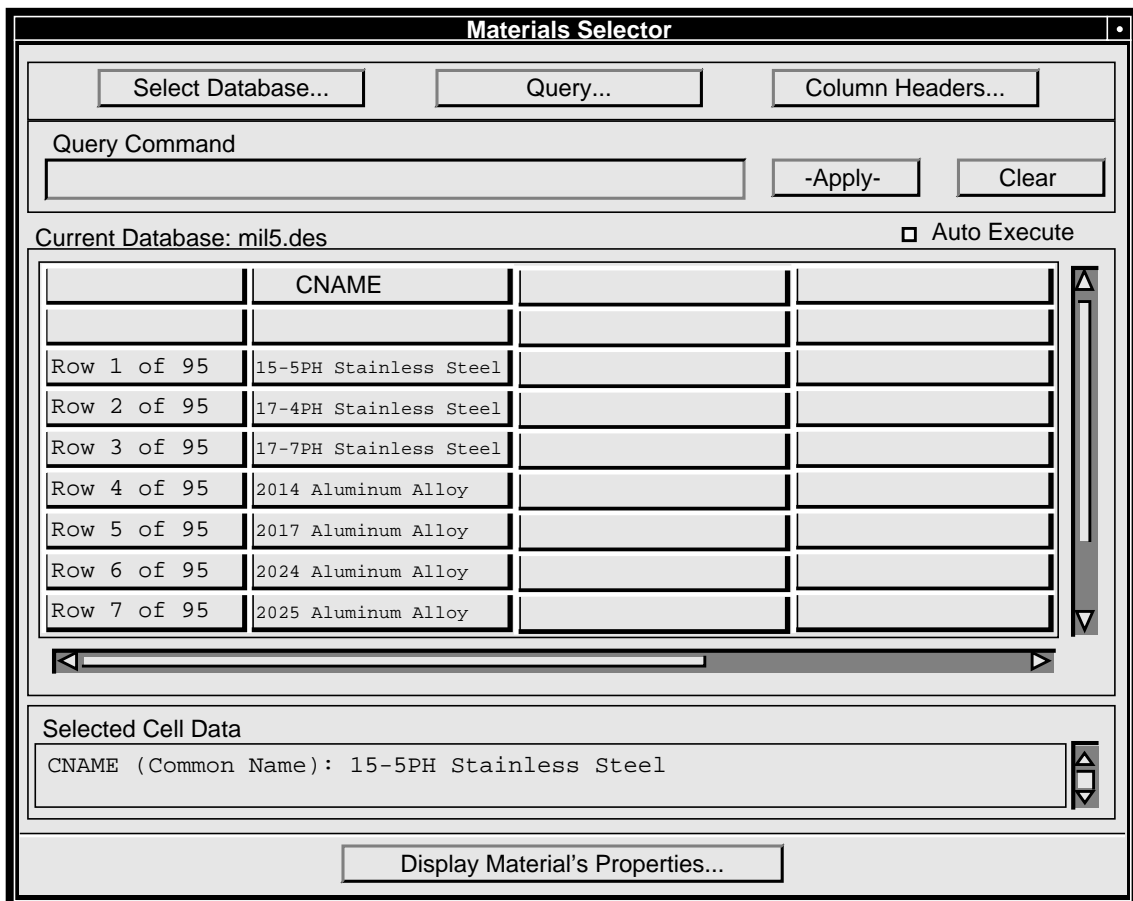 Materials Selector
Select Database... Query... Column Headers...
Query Command
-Apply- Clear
Current Database: mil5.des Auto Execute
CNAME
Row 1 of 95 15-5PH Stainless Steel
Row 2 of 95 17-4PH Stainless Steel
Row 3 of 95 17-7PH Stainless Steel
Row 4 of 95 2014 Aluminum Alloy
Row 5 of 95 2017 Aluminum Alloy
Row 6 of 95 2024 Aluminum Alloy
Row 7 of 95 2025 Aluminum Alloy
Selected Cell Data
CNAME (Common Name): 15-5PH Stainless Steel
Display Material's Properties...